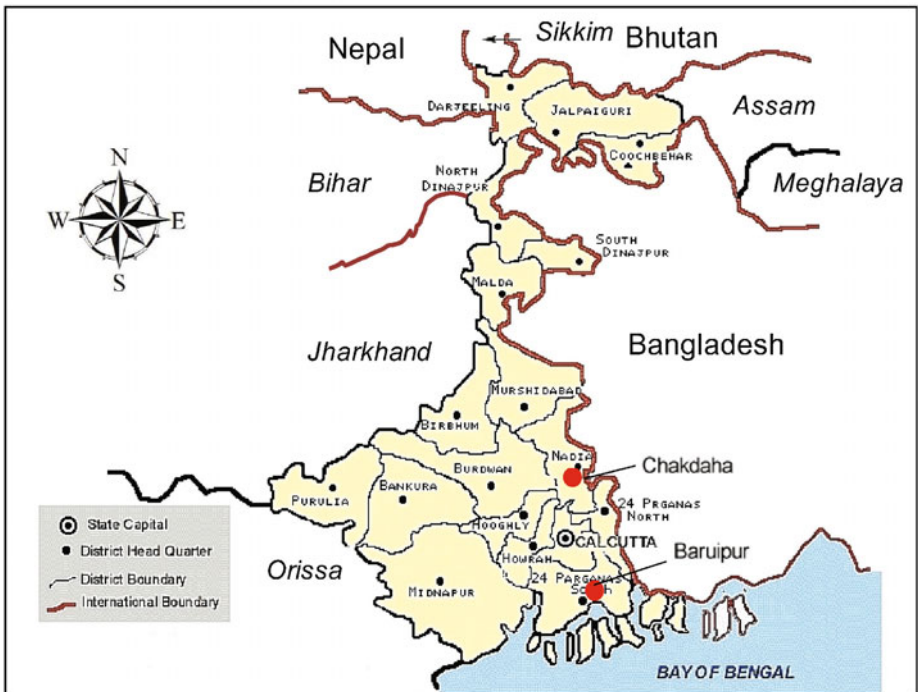 Nepal
Sikkim
Bhutan
DARJEELING
JALPAIGURI
Assam
COOCHBEHAR
N
W
E
S
Bihar
NORTH
DINAJPUR
Meghalaya
SOUTH
DINAJPUR
MALDA
Jharkhand
Bangladesh
MURSHIDABAD
BIRBHUM
NADIA
Chakdaha
BURDWAN
BANKURA
PURULIA
24 PRGANAS
NORTH
HOOGHLY
CALCUTTA
HOWRAH
Baruipur
State Capital
District Head Quarter
District Boundary
International Boundary
Orissa
24 PARGANAS
MIDNAPUR
BAY OF BENGAL